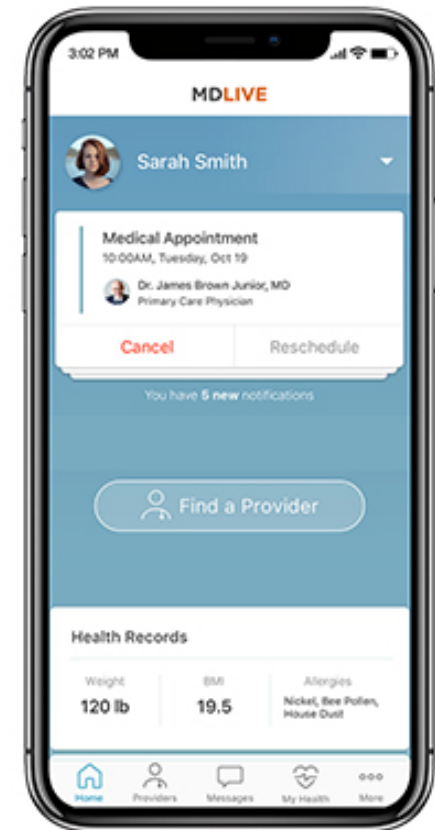 3:02 PM
MDLIVE
Sarah Smith
Medical Appointment
10:00AM, Tuesday, Oct 19
Dr. James Brown Junior, MD
Primary Care Physician
Cancel Reschedule
You have 5 new notifications
Find a Provider
Health Records
Weight BMI Allergies
120 lb 19.5 Nickel, Bee Pollen,
House Dust
Home Providers Messages My Health More